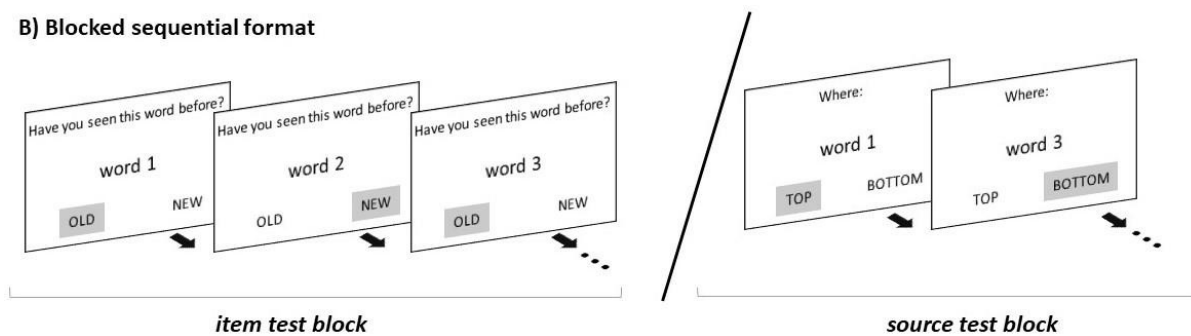 B) Blocked sequential format
Have you seen this word before?
word 1
OLD
NEW
Have you seen this word before?
word 2
OLD
NEW
Have you seen this word before?
word 3
OLD
NEW
item test block
Where:
word 1
TOP
BOTTOM
Where:
word 3
TOP
BOTTOM
source test block